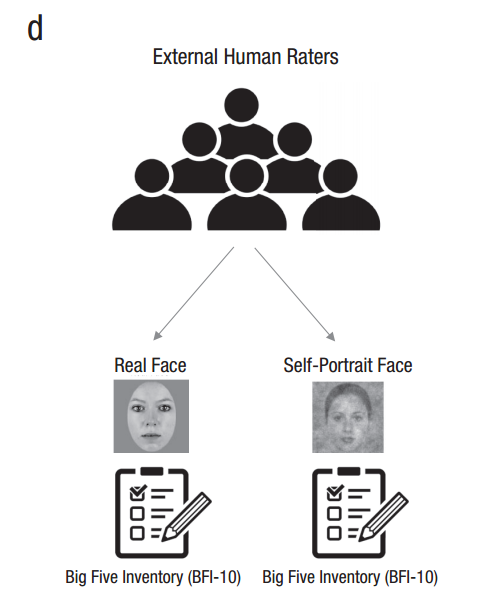 d
External Human Raters
Real Face
Self-Portrait Face
Big Five Inventory (BFI-10)
Big Five Inventory (BFI-10)